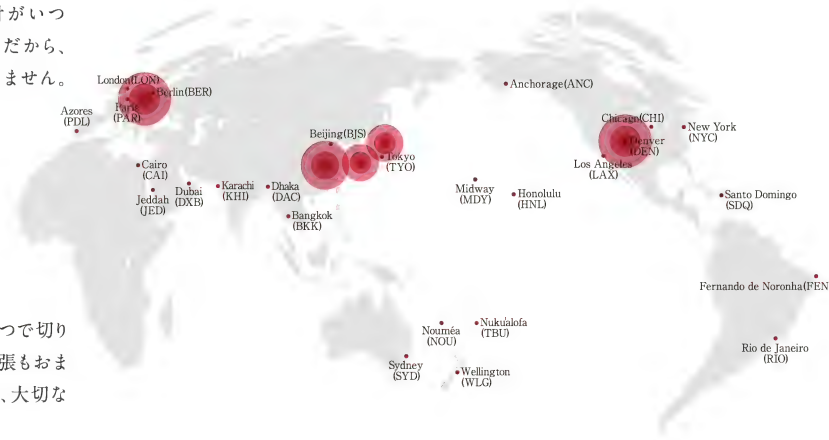 けがいつ
だから、
ません。
London(LON)
Berlin(BER)
Paris
(PAR)
Azores
(PDL)
Cairo
(CAI)
Jeddah
(JED)
Dubai
(DXB)
Karachi
(KHI)
Dhaka
(DAC)
Bangkok
(BKK)
Beijing(BJS)
Tokyo
(TYO)
Anchorage(ANC)
Chicago(CHI)
New York
(NYC)
Denver
(DEN)
Los Angeles
(LAX)
Midway
(MDY)
Honolulu
(HNL)
Santo Domingo
(SDQ)
Fernando de Noronha(FEN
Rio de Janeiro
(RIO)
Nouméa
(NOU)
Nuku'alofa
(TBU)
Sydney
(SYD)
Wellington
(WLG)
つで切り
張もおま
、大切な